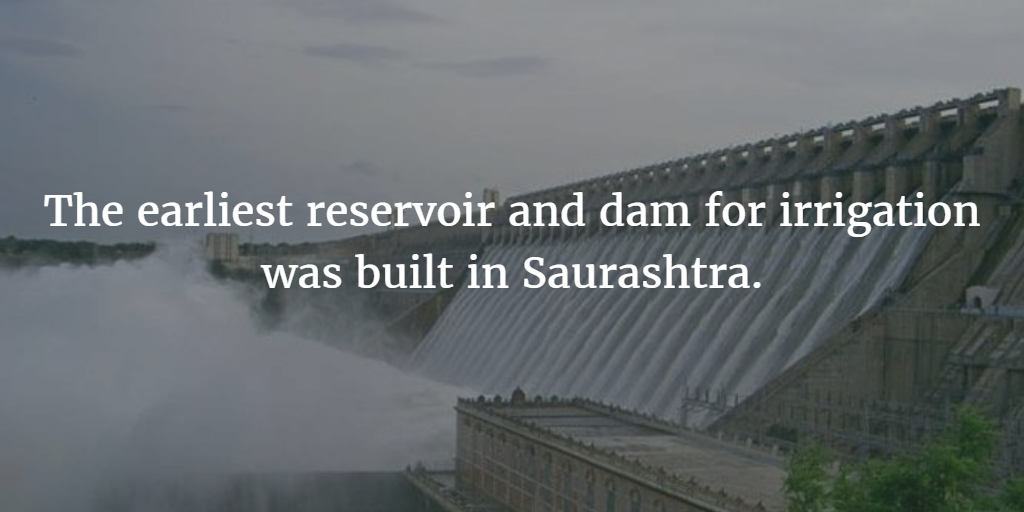 The earliest reservoir and dam for irrigation
was built in Saurashtra.